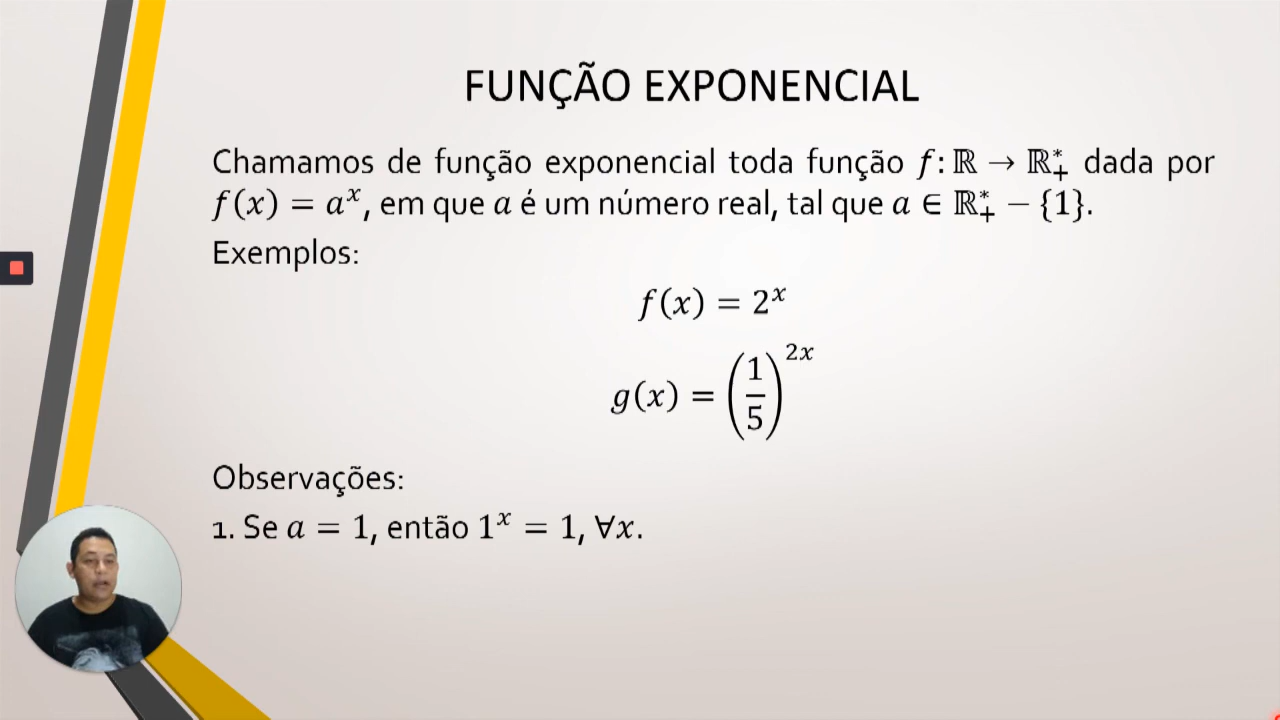 FUNÇÃO EXPONENCIAL
Chamamos de função exponencial toda função 𝑓: ℝ → ℝ₊* dada por
𝑓(𝑥) = 𝑎ˣ, em que 𝑎 é um número real, tal que 𝑎 ∈ ℝ₊* − {1}.
Exemplos:
𝑓(𝑥) = 2ˣ
𝑔(𝑥) = (1/5)²ˣ
Observações:
1. Se 𝑎 = 1, então 1ˣ = 1, ∀𝑥.